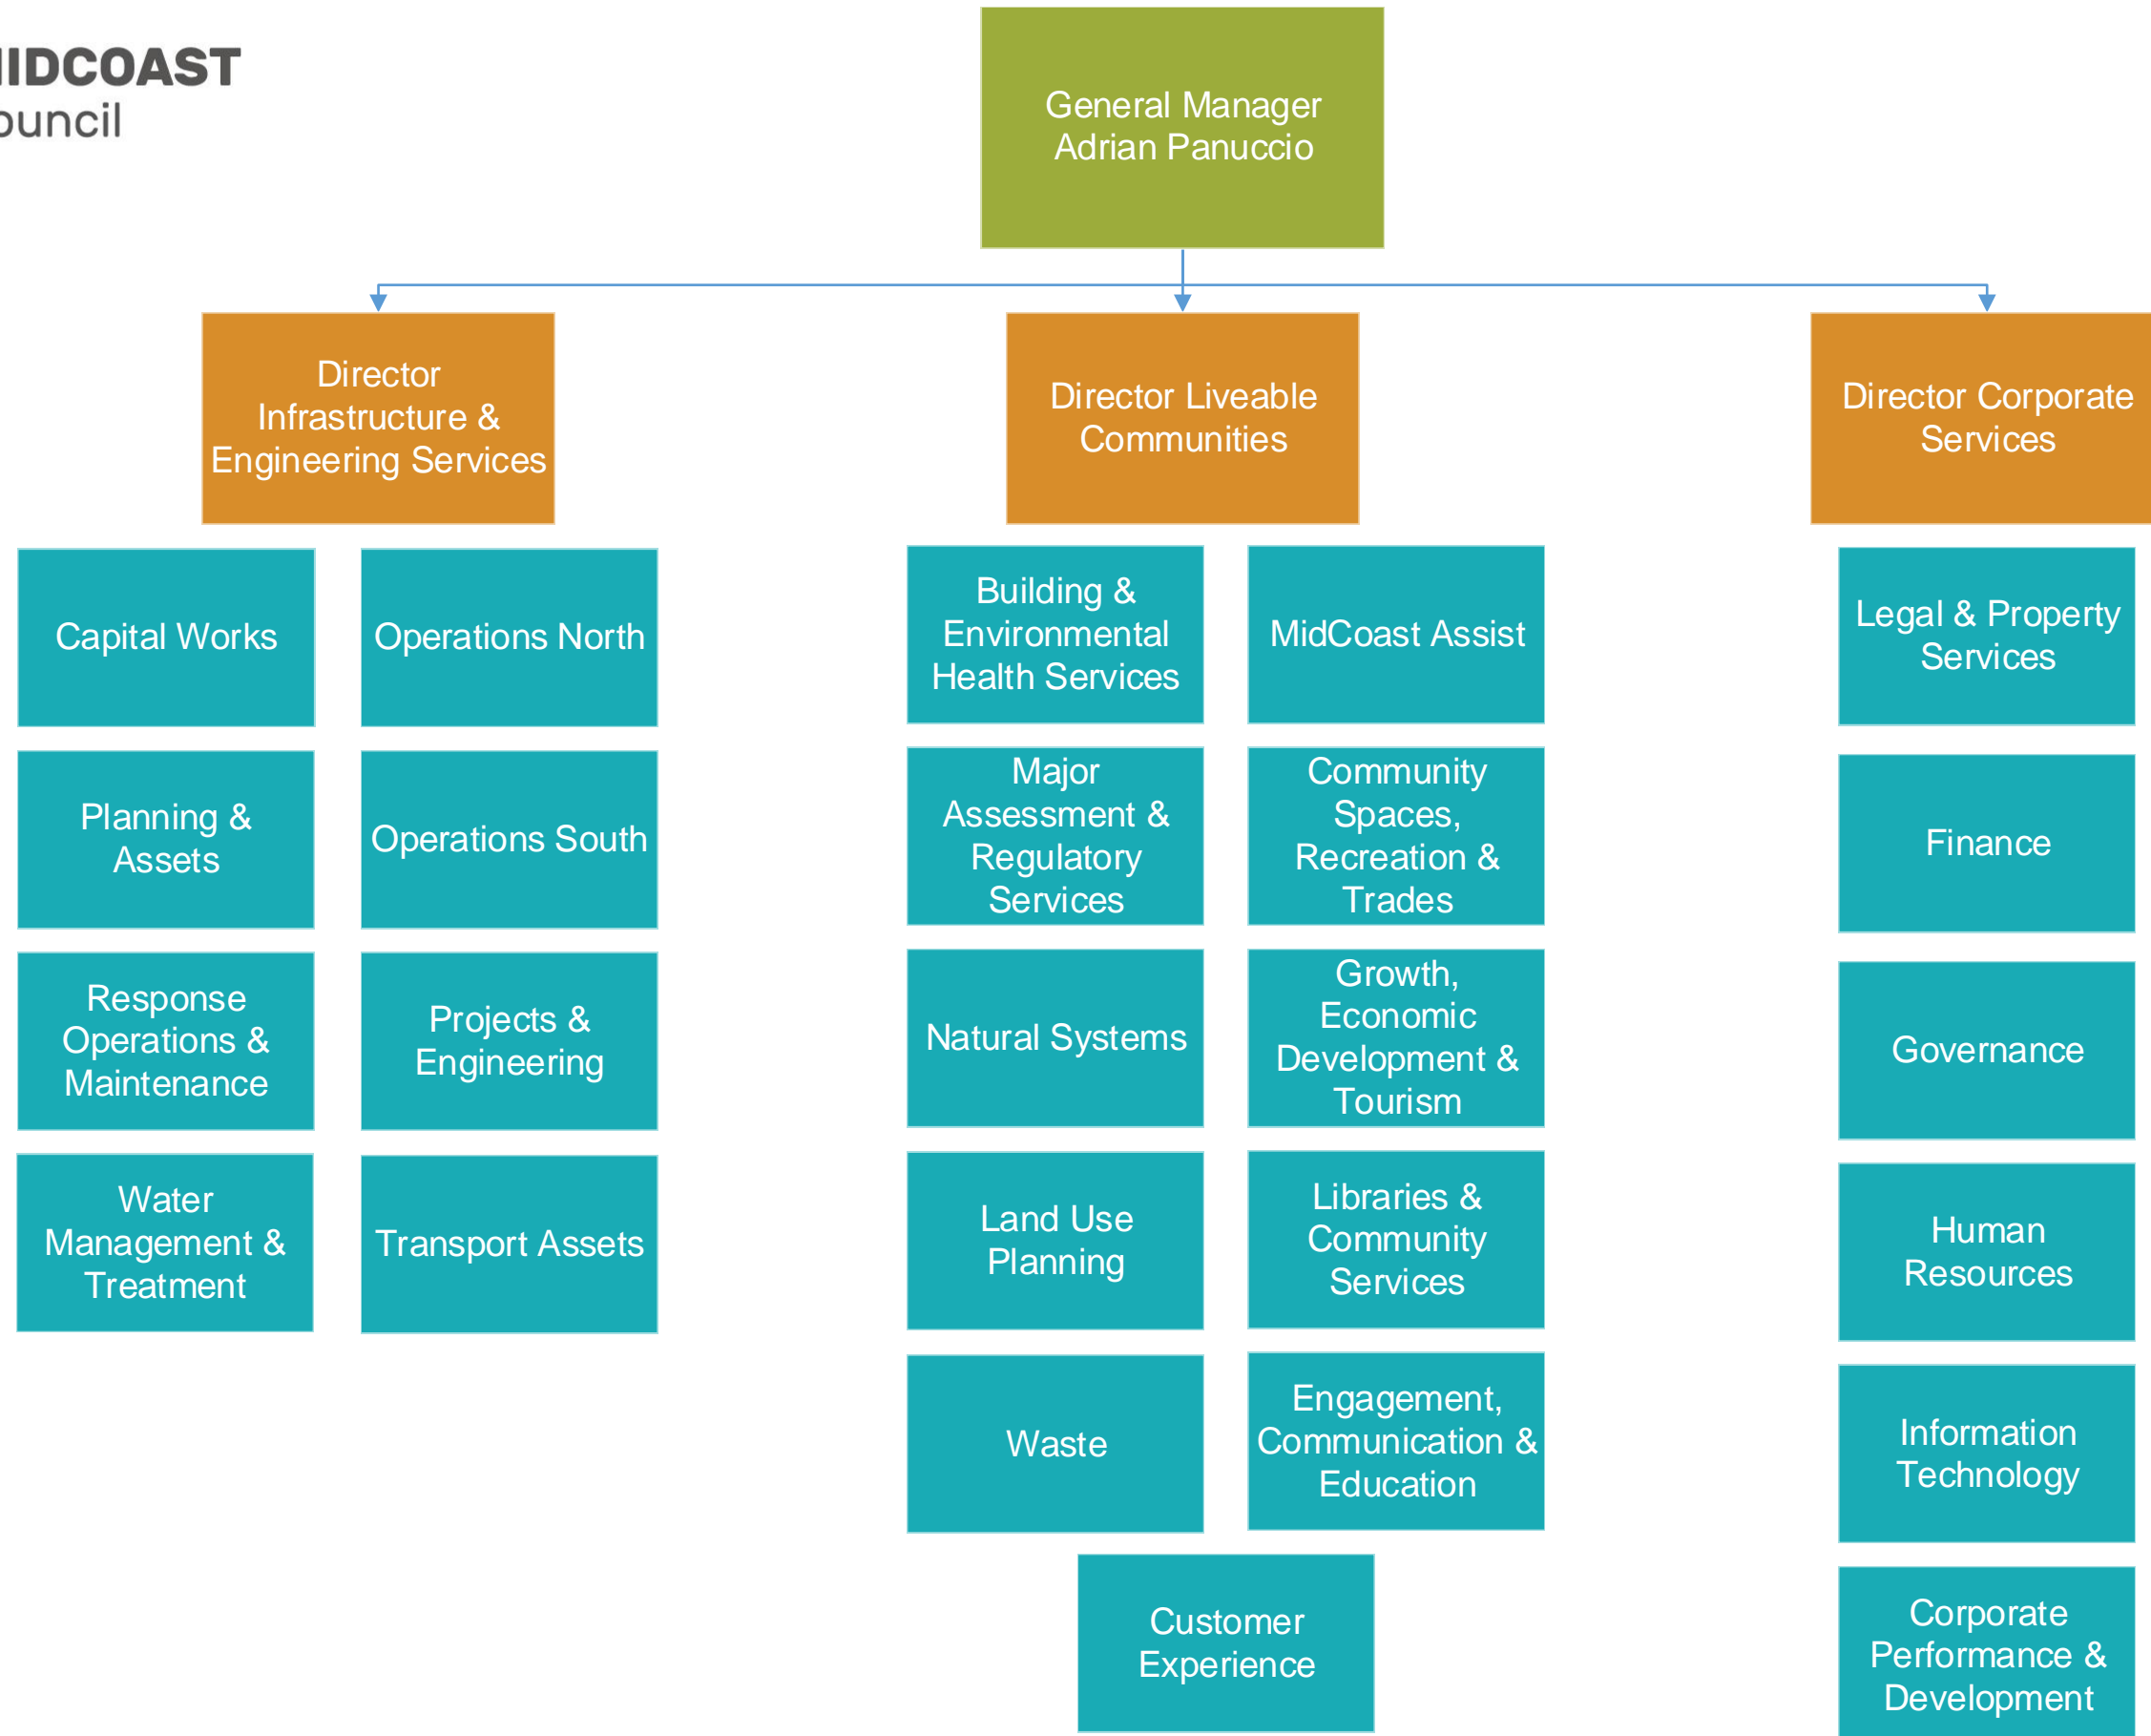 MIDCOAST
ouncil
General Manager
Adrian Panuccio
Director
Infrastructure &
Engineering Services
Director Liveable
Communities
Director Corporate
Services
Capital Works
Operations North
Planning &
Assets
Operations South
Response
Operations &
Maintenance
Projects &
Engineering
Water
Management &
Treatment
Transport Assets
Building &
Environmental
Health Services
MidCoast Assist
Major
Assessment &
Regulatory
Services
Community
Spaces,
Recreation &
Trades
Natural Systems
Growth,
Economic
Development &
Tourism
Land Use
Planning
Libraries &
Community
Services
Waste
Engagement,
Communication &
Education
Customer
Experience
Legal & Property
Services
Finance
Governance
Human
Resources
Information
Technology
Corporate
Performance &
Development